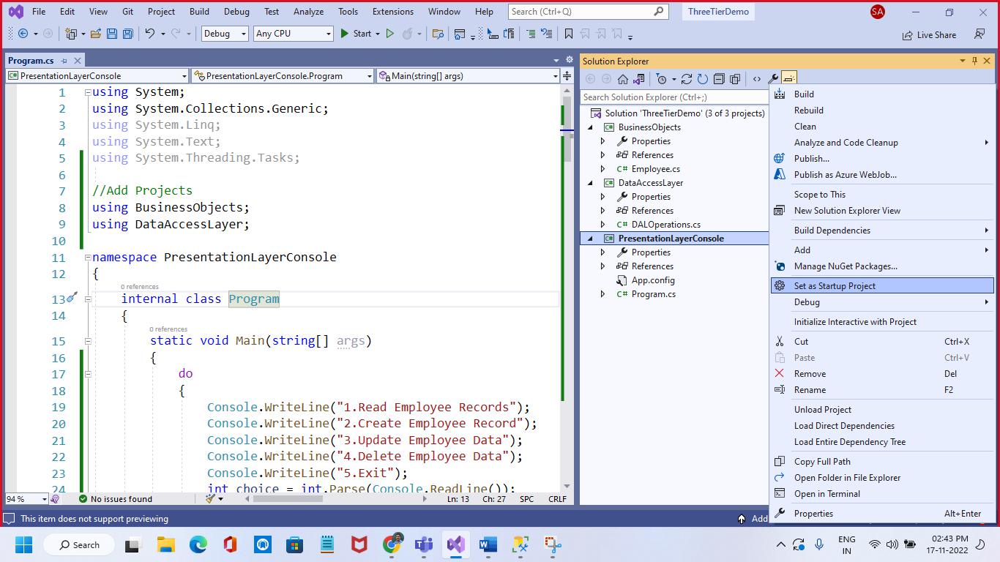 File Edit View Git Project Build Debug Test Analyze Tools Extensions Window Help Search (Ctrl+Q) ThreeTierDemo SA
Debug Any CPU Start Live Share
Program.cs
PresentationLayerConsole PresentationLayerConsole.Program Main(string[] args)
1 using System;
2 using System.Collections.Generic;
3 using System.Linq;
4 using System.Text;
5 using System.Threading.Tasks;
6
7 //Add Projects
8 using BusinessObjects;
9 using DataAccessLayer;
10
11 namespace PresentationLayerConsole
12 {
0 references
13 internal class Program
14 {
0 references
15 static void Main(string[] args)
16 {
17 do
18 {
19 Console.WriteLine("1.Read Employee Records");
20 Console.WriteLine("2.Create Employee Record");
21 Console.WriteLine("3.Update Employee Data");
22 Console.WriteLine("4.Delete Employee Data");
23 Console.WriteLine("5.Exit");
24 int choice = int.Parse(Console.ReadLine());
94 % No issues found Ln: 13 Ch: 27 SPC CRLF
Solution Explorer
Search Solution Explorer (Ctrl+;)
Solution 'ThreeTierDemo' (3 of 3 projects)
C# BusinessObjects
Properties
References
C# Employee.cs
C# DataAccessLayer
Properties
References
C# DALOperations.cs
C# PresentationLayerConsole
Properties
References
App.config
C# Program.cs
Build
Rebuild
Clean
Analyze and Code Cleanup
Publish...
Publish as Azure WebJob...
Scope to This
New Solution Explorer View
Build Dependencies
Add
Manage NuGet Packages...
Set as Startup Project
Debug
Initialize Interactive with Project
Cut Ctrl+X
Paste Ctrl+V
Remove Del
Rename F2
Unload Project
Load Direct Dependencies
Load Entire Dependency Tree
Copy Full Path
Open Folder in File Explorer
Open in Terminal
Properties Alt+Enter
This item does not support previewing Add
Search ENG IN 02:43 PM
17-11-2022